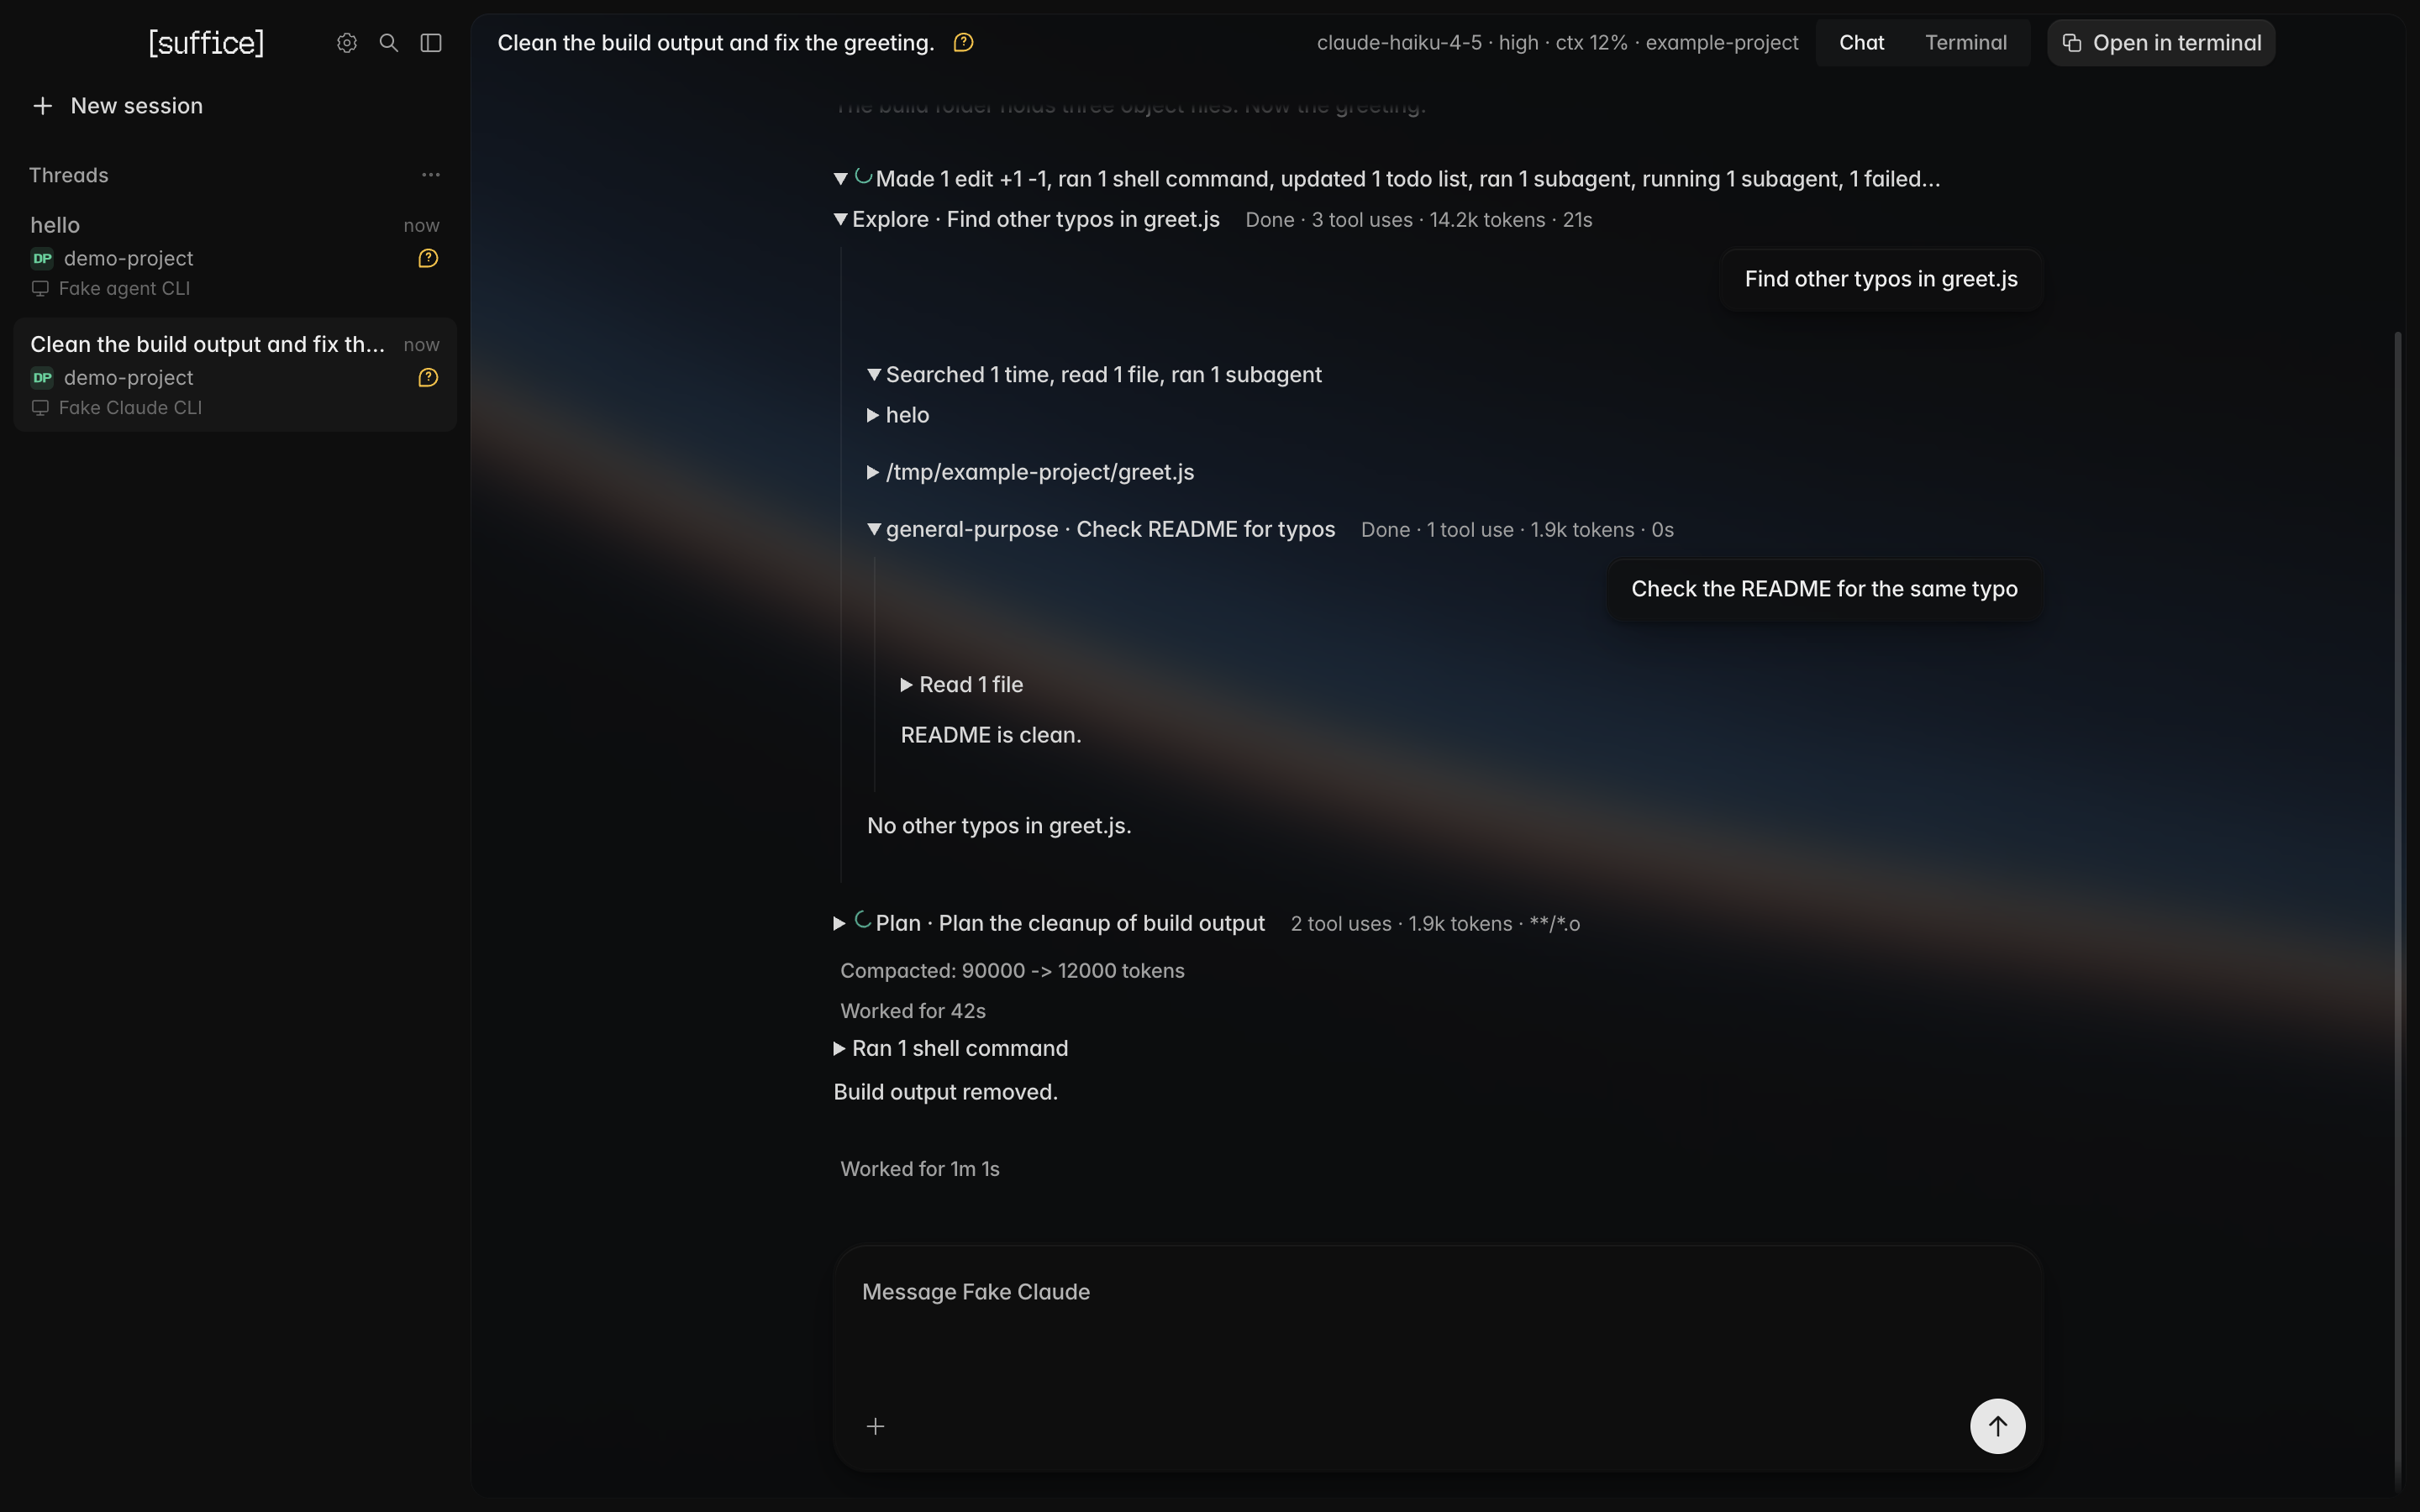 [suffice]
New session
Threads
hello
now
DP demo-project
Fake agent CLI
Clean the build output and fix th...
now
DP demo-project
Fake Claude CLI
Clean the build output and fix the greeting.
claude-haiku-4-5 · high · ctx 12% · example-project
Chat
Terminal
Open in terminal
The build folder holds three object files. Now the greeting.
Made 1 edit +1 -1, ran 1 shell command, updated 1 todo list, ran 1 subagent, running 1 subagent, 1 failed...
Explore · Find other typos in greet.js Done · 3 tool uses · 14.2k tokens · 21s
Find other typos in greet.js
Searched 1 time, read 1 file, ran 1 subagent
helo
/tmp/example-project/greet.js
general-purpose · Check README for typos Done · 1 tool use · 1.9k tokens · 0s
Check the README for the same typo
Read 1 file
README is clean.
No other typos in greet.js.
Plan · Plan the cleanup of build output 2 tool uses · 1.9k tokens · **/*.o
Compacted: 90000 -> 12000 tokens
Worked for 42s
Ran 1 shell command
Build output removed.
Worked for 1m 1s
Message Fake Claude